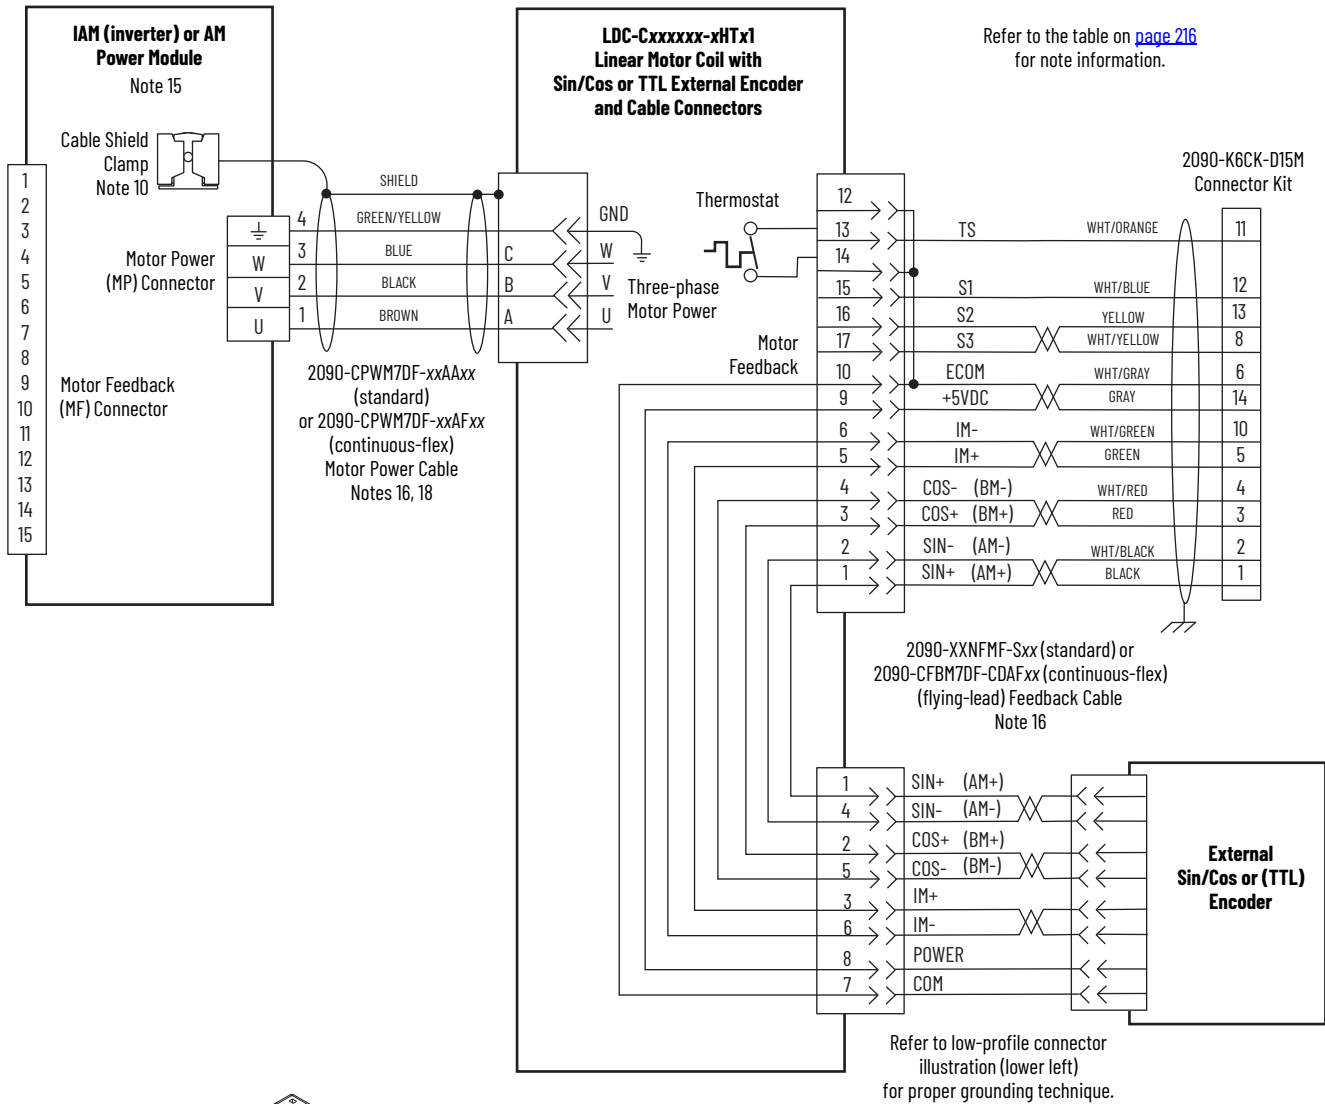 IAM (inverter) or AM
Power Module
Note 15
Cable Shield
Clamp
Note 10
1
2
3
4
5
6
7
8
9
10
11
12
13
14
15
Motor Power
(MP) Connector
Motor Feedback
(MF) Connector
W
V
U
4
3
2
1
SHIELD
GREEN/YELLOW
BLUE
BLACK
BROWN
C
B
A
GND
W
V
U
Three-phase
Motor Power
2090-CPWM7DF-xxAAxx
(standard)
or 2090-CPWM7DF-xxAFxx
(continuous-flex)
Motor Power Cable
Notes 16, 18
LDC-Cxxxxxx-xHTx1
Linear Motor Coil with
Sin/Cos or TTL External Encoder
and Cable Connectors
Thermostat
Motor
Feedback
12
13
14
15
16
17
10
9
6
5
4
3
2
1
Refer to the table on page 216
for note information.
2090-K6CK-D15M
Connector Kit
TS WHT/ORANGE 11
S1 WHT/BLUE 12
S2 YELLOW 13
S3 WHT/YELLOW 8
ECOM WHT/GRAY 6
+5VDC GRAY 14
IM- WHT/GREEN 10
IM+ GREEN 5
COS- (BM-) WHT/RED 4
COS+ (BM+) RED 3
SIN- (AM-) WHT/BLACK 2
SIN+ (AM+) BLACK 1
2090-XXNFMF-Sxx (standard) or
2090-CFBM7DF-CDAFxx (continuous-flex)
(flying-lead) Feedback Cable
Note 16
1 SIN+ (AM+)
4 SIN- (AM-)
2 COS+ (BM+)
5 COS- (BM-)
3 IM+
6 IM-
8 POWER
7 COM
External
Sin/Cos or (TTL)
Encoder
Refer to low-profile connector
illustration (lower left)
for proper grounding technique.